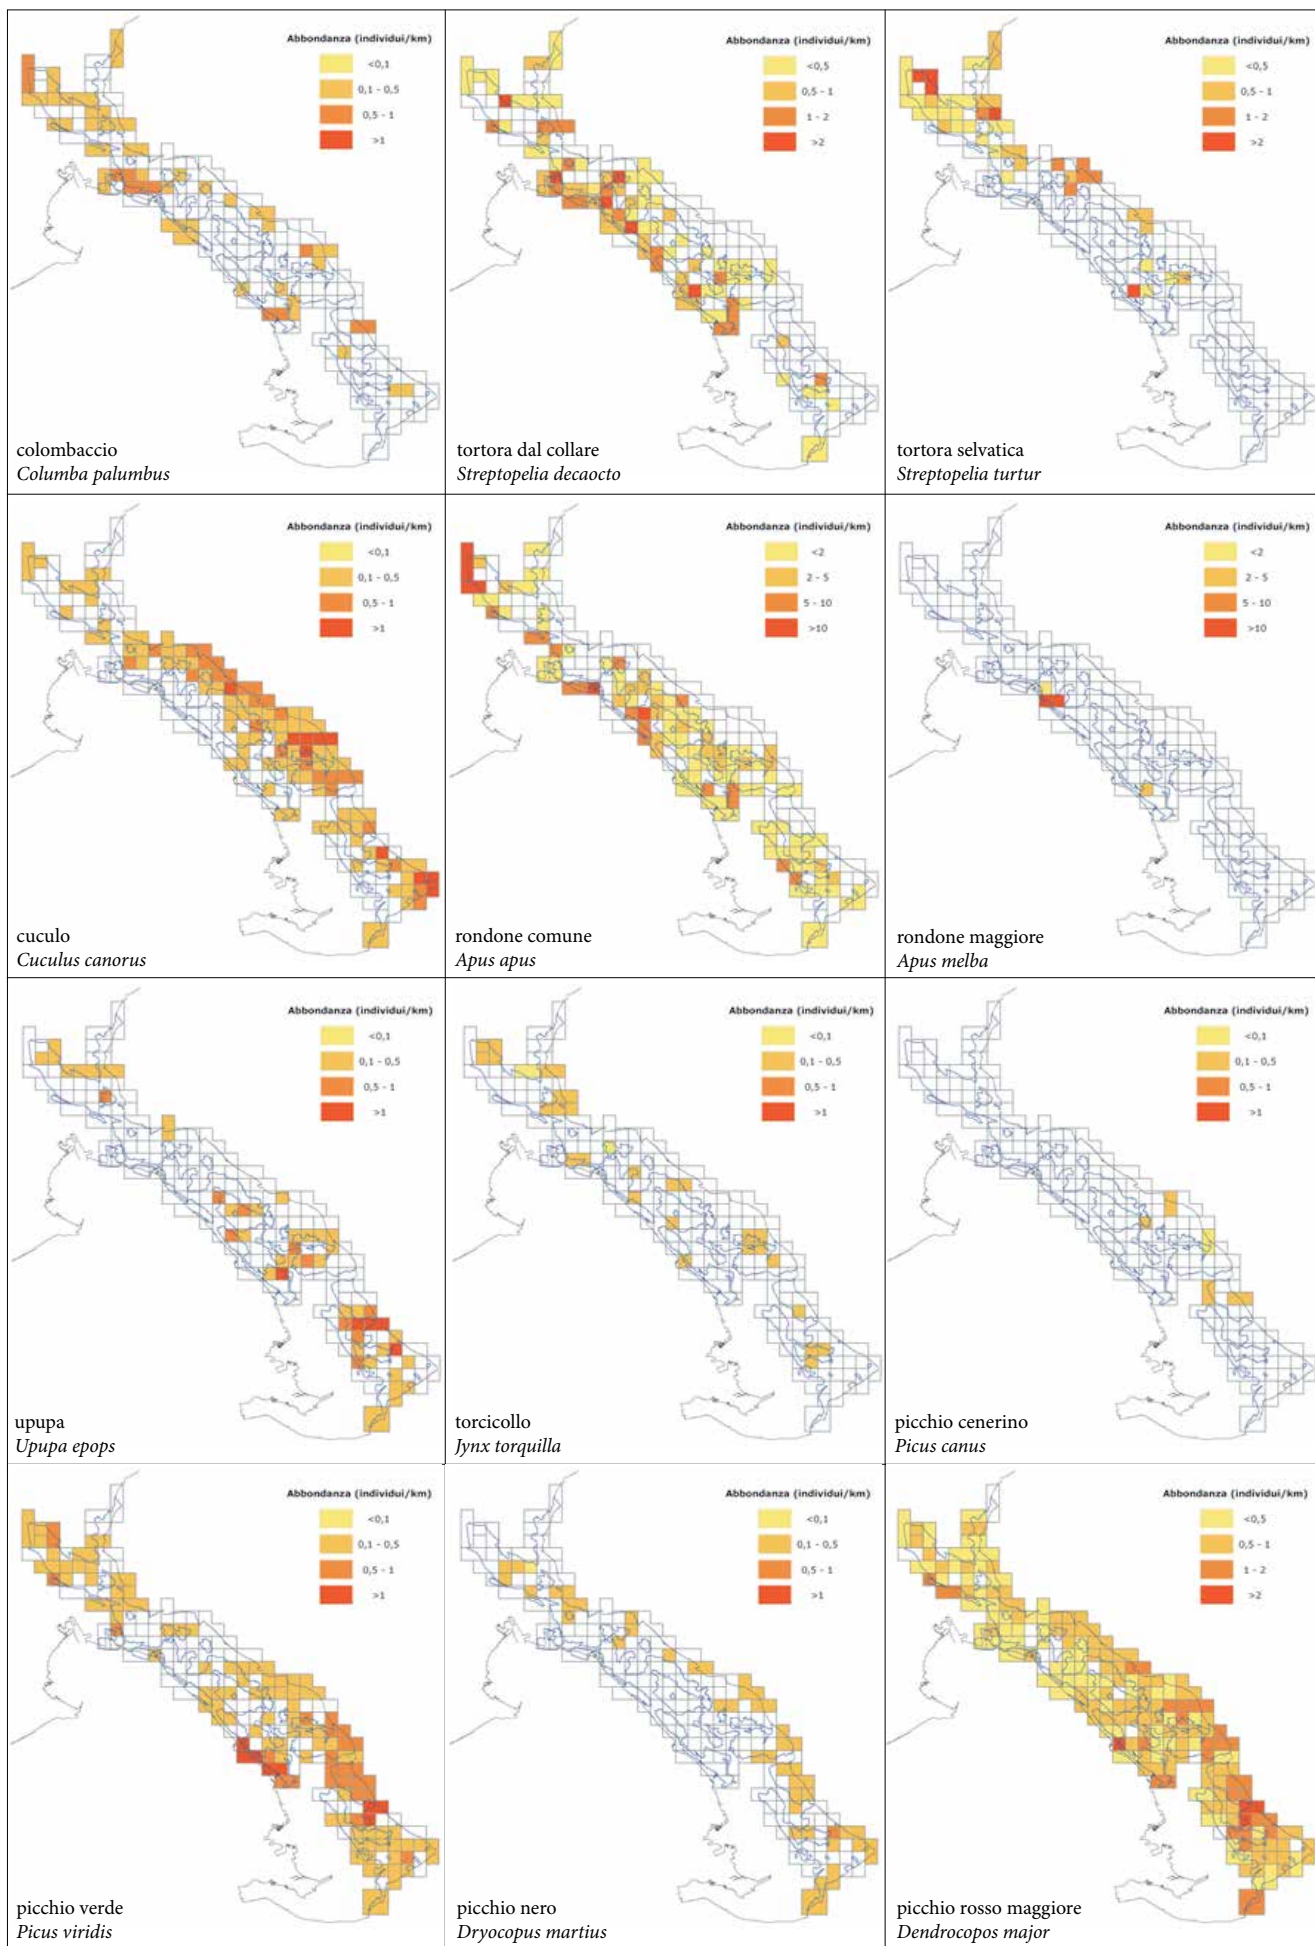 Abbondanza (individui/km)
<0,1
0,1 - 0,5
0,5 - 1
>1
colombaccio
Columba palumbus
Abbondanza (individui/km)
<0,5
0,5 - 1
1 - 2
>2
tortora dal collare
Streptopelia decaocto
Abbondanza (individui/km)
<0,5
0,5 - 1
1 - 2
>2
tortora selvatica
Streptopelia turtur
Abbondanza (individui/km)
<0,1
0,1 - 0,5
0,5 - 1
>1
cuculo
Cuculus canorus
Abbondanza (individui/km)
<2
2 - 5
5 - 10
>10
rondone comune
Apus apus
Abbondanza (individui/km)
<2
2 - 5
5 - 10
>10
rondone maggiore
Apus melba
Abbondanza (individui/km)
<0,1
0,1 - 0,5
0,5 - 1
>1
upupa
Upupa epops
Abbondanza (individui/km)
<0,1
0,1 - 0,5
0,5 - 1
>1
torcicollo
Jynx torquilla
Abbondanza (individui/km)
<0,1
0,1 - 0,5
0,5 - 1
>1
picchio cenerino
Picus canus
Abbondanza (individui/km)
<0,1
0,1 - 0,5
0,5 - 1
>1
picchio verde
Picus viridis
Abbondanza (individui/km)
<0,1
0,1 - 0,5
0,5 - 1
>1
picchio nero
Dryocopus martius
Abbondanza (individui/km)
<0,5
0,5 - 1
1 - 2
>2
picchio rosso maggiore
Dendrocopos major